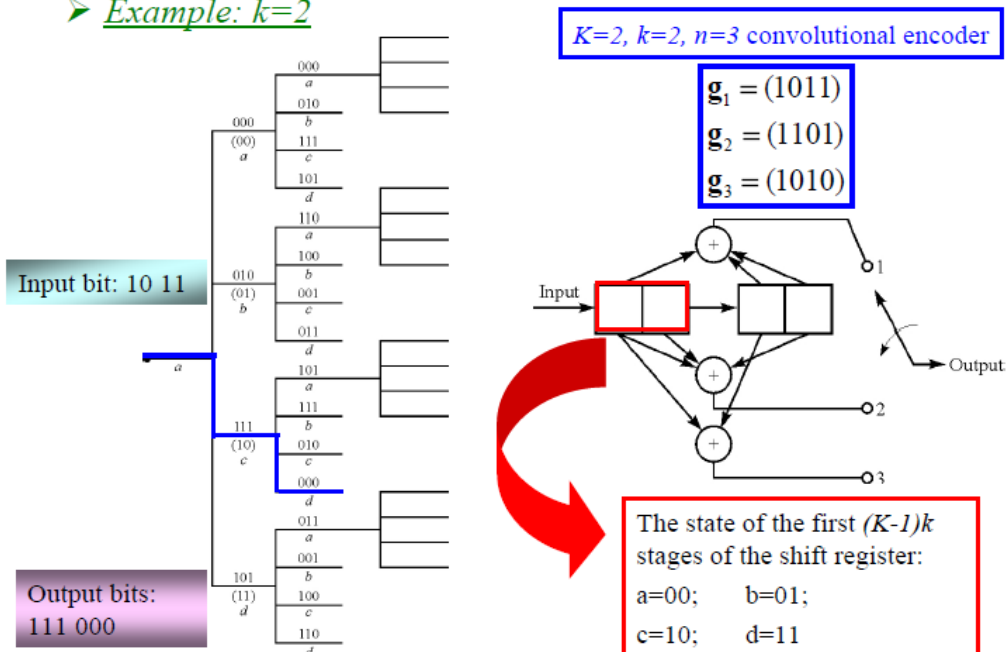 ➢ Example: k=2
K=2, k=2, n=3 convolutional encoder
g₁ = (1011)
g₂ = (1101)
g₃ = (1010)
000
a
010
b
111
c
101
d
000
(00)
a
110
a
100
b
001
c
011
d
010
(01)
b
Input bit: 10 11
a
101
a
111
b
010
c
000
d
111
(10)
c
011
a
001
b
100
c
110
d
101
(11)
d
Output bits:
111 000
+
1
Input
Output
+
2
+
3
The state of the first (K-1)k
stages of the shift register:
a=00; b=01;
c=10; d=11